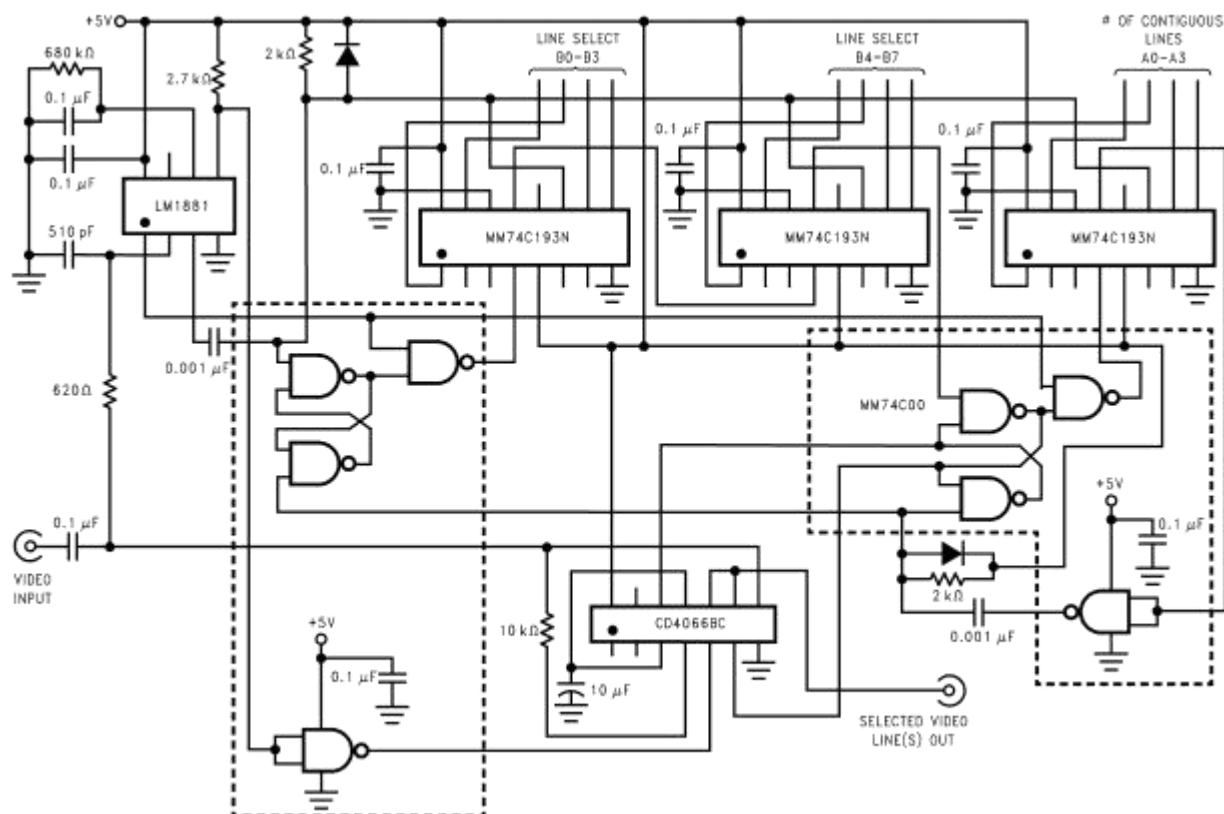 +5V
680 kΩ
2.7 kΩ
2 kΩ
LINE SELECT
B0-B3
LINE SELECT
B4-B7
# OF CONTIGUOUS
LINES
A0-A3
0.1 µF
0.1 µF
0.1 µF
0.1 µF
0.1 µF
LM1881
510 pF
MM74C193N
MM74C193N
MM74C193N
0.001 µF
620Ω
MM74C00
+5V
0.1 µF
0.1 µF
VIDEO
INPUT
2 kΩ
0.001 µF
10 kΩ
CD4066BC
+5V
0.1 µF
10 µF
SELECTED VIDEO
LINE(S) OUT